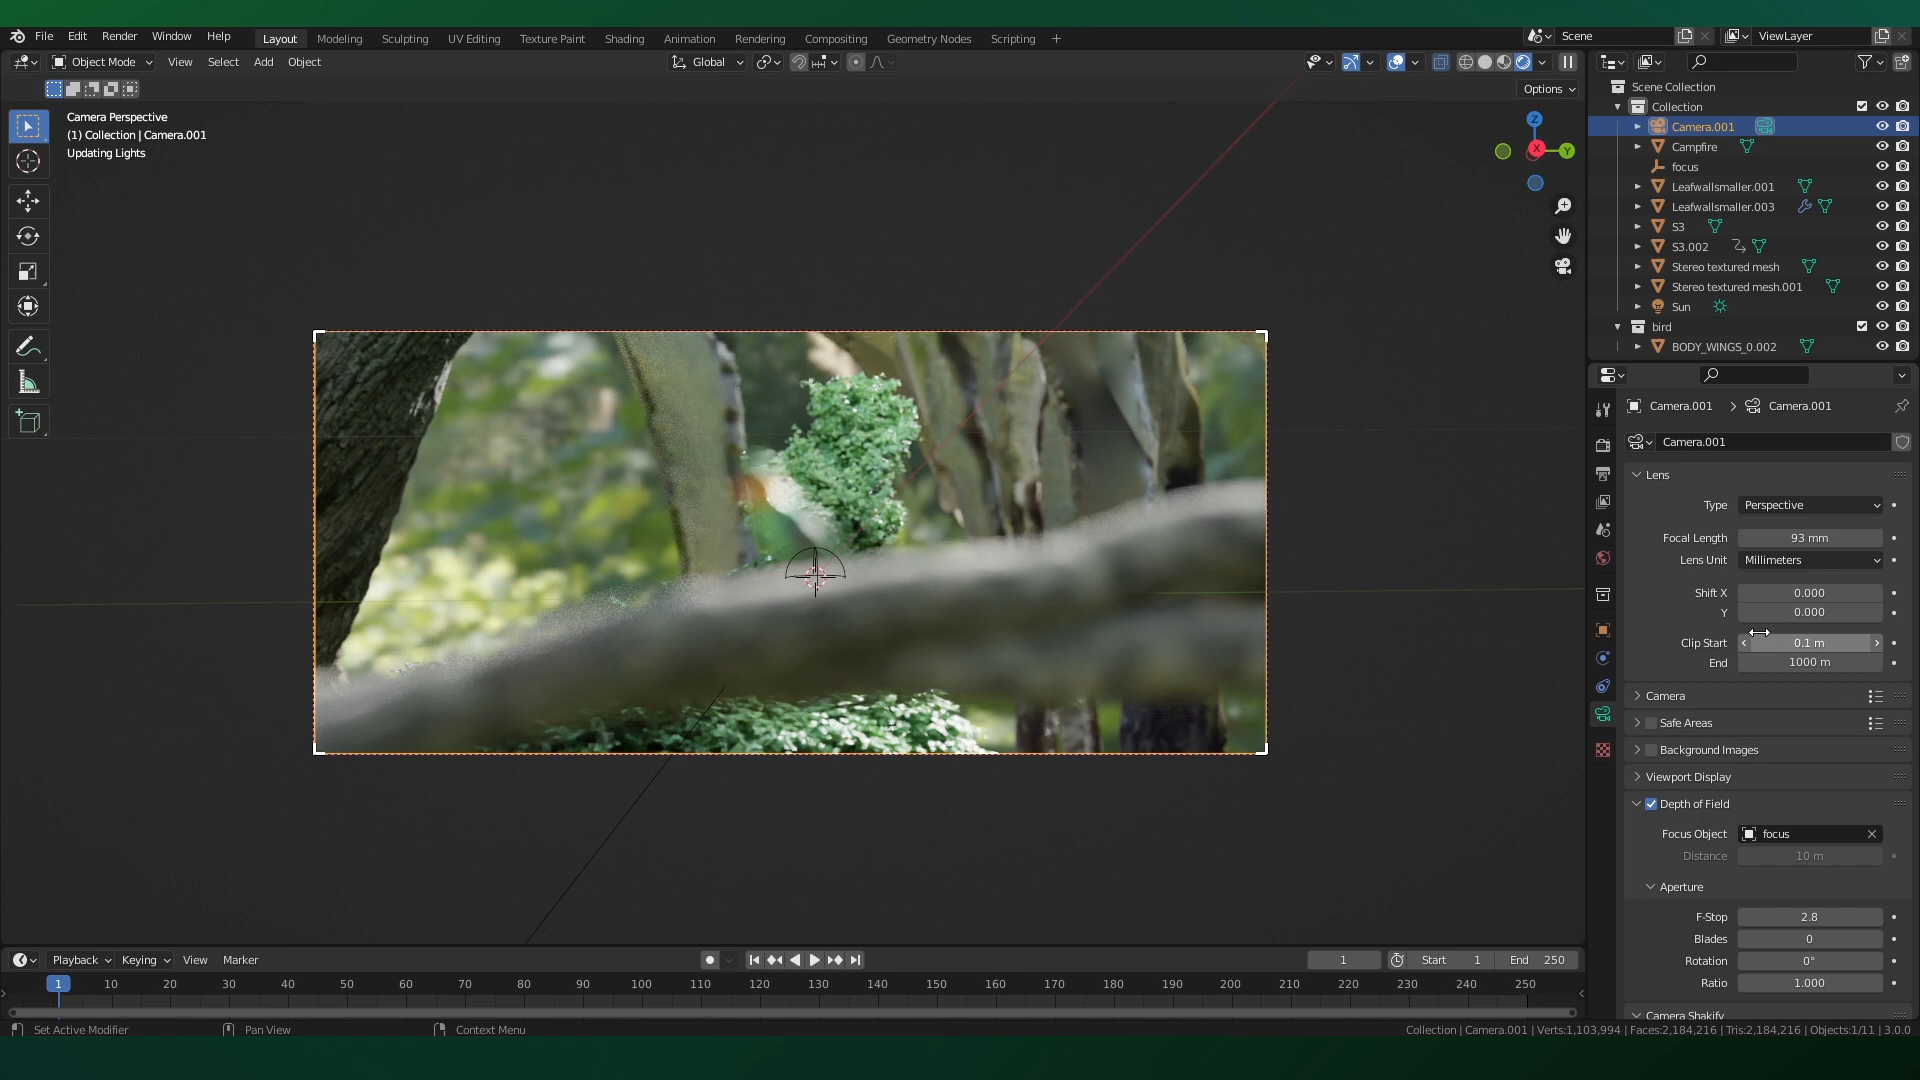 File Edit Render Window Help Layout Modeling Sculpting UV Editing Texture Paint Shading Animation Rendering Compositing Geometry Nodes Scripting + Scene ViewLayer
Object Mode View Select Add Object Global
Options
Camera Perspective
(1) Collection | Camera.001
Updating Lights
Z
X
Y
Scene Collection
Collection
Camera.001
Campfire
focus
Leafwallsmaller.001
Leafwallsmaller.003
S3
S3.002
Stereo textured mesh
Stereo textured mesh.001
Sun
bird
BODY_WINGS_0.002
Camera.001 > Camera.001
Camera.001
Lens
Type Perspective
Focal Length 93 mm
Lens Unit Millimeters
Shift X 0.000
Y 0.000
Clip Start 0.1 m
End 1000 m
Camera
Safe Areas
Background Images
Viewport Display
Depth of Field
Focus Object focus
Distance 10 m
Aperture
F-Stop 2.8
Blades 0
Rotation 0°
Ratio 1.000
Camera Shakify
Playback Keying View Marker 1 Start 1 End 250
1 10 20 30 40 50 60 70 80 90 100 110 120 130 140 150 160 170 180 190 200 210 220 230 240 250
Set Active Modifier Pan View Context Menu Collection | Camera.001 | Verts:1,103,994 | Faces:2,184,216 | Tris:2,184,216 | Objects:1/11 | 3.0.0